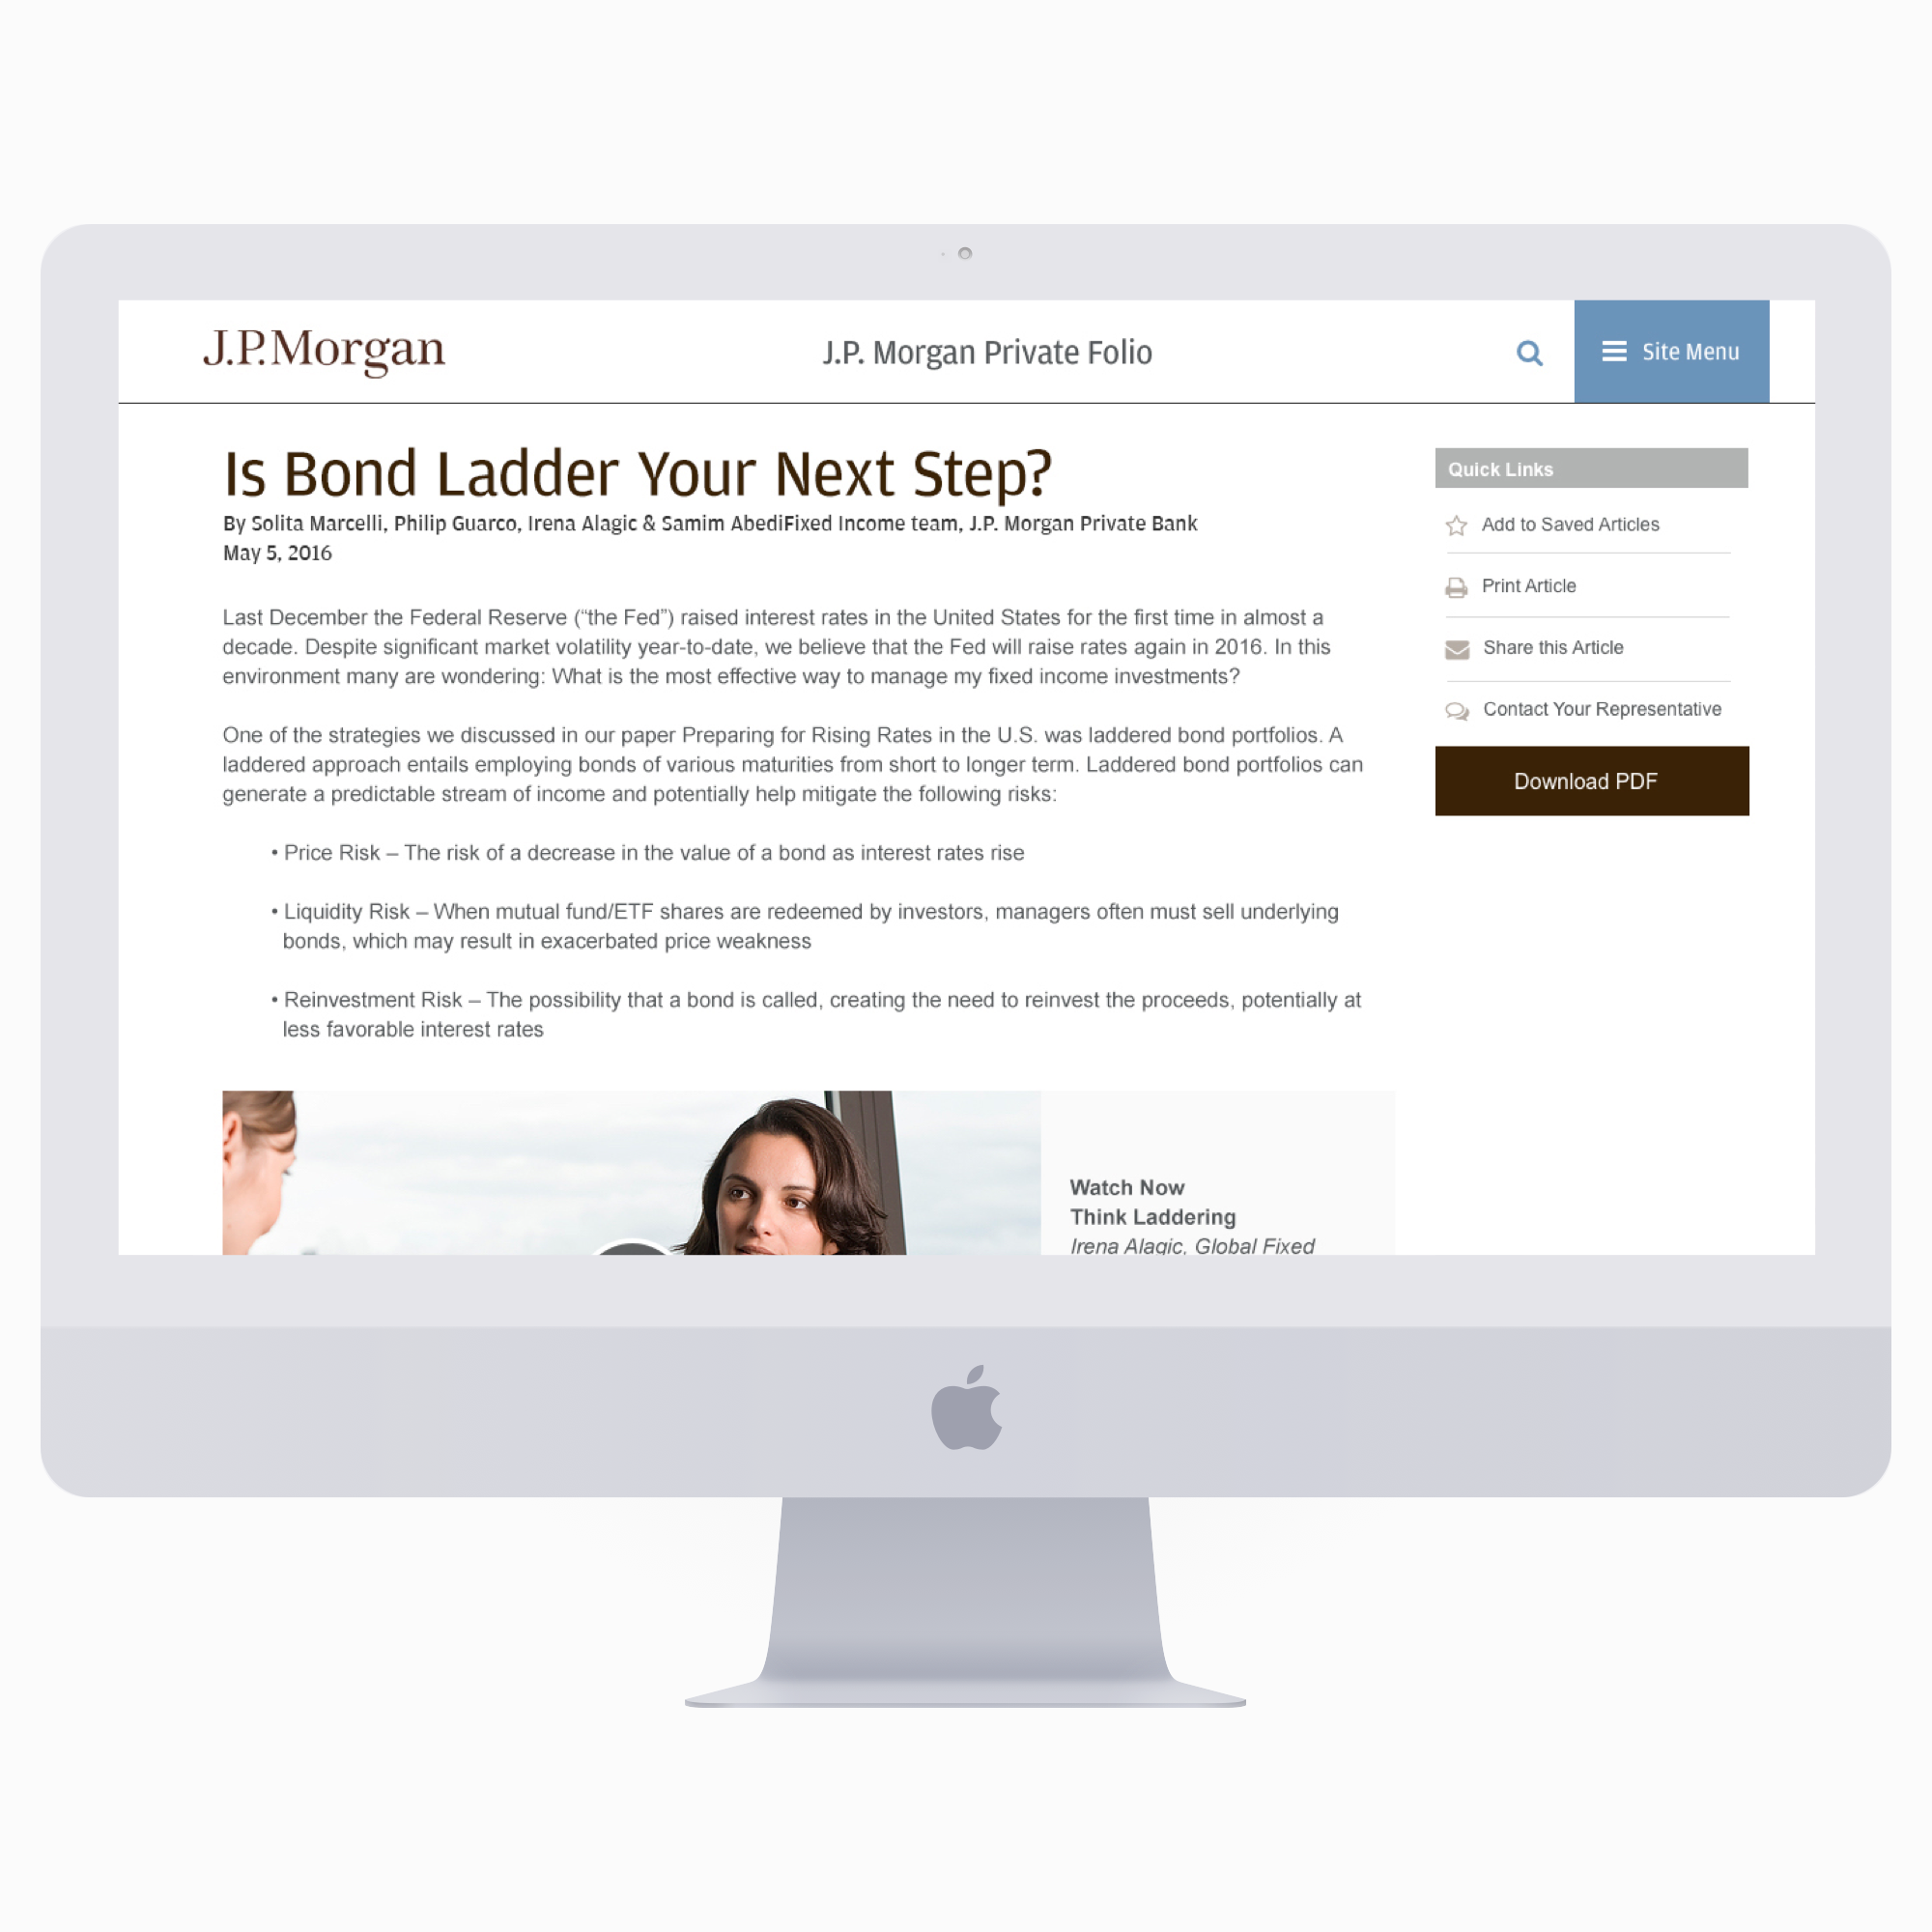 J.P.Morgan
J.P. Morgan Private Folio
Site Menu
Is Bond Ladder Your Next Step?
By Solita Marcelli, Philip Guarco, Irena Alagic & Samim AbediFixed Income team, J.P. Morgan Private Bank
May 5, 2016
Last December the Federal Reserve (“the Fed”) raised interest rates in the United States for the first time in almost a
decade. Despite significant market volatility year-to-date, we believe that the Fed will raise rates again in 2016. In this
environment many are wondering: What is the most effective way to manage my fixed income investments?
One of the strategies we discussed in our paper Preparing for Rising Rates in the U.S. was laddered bond portfolios. A
laddered approach entails employing bonds of various maturities from short to longer term. Laddered bond portfolios can
generate a predictable stream of income and potentially help mitigate the following risks:
• Price Risk – The risk of a decrease in the value of a bond as interest rates rise
• Liquidity Risk – When mutual fund/ETF shares are redeemed by investors, managers often must sell underlying
bonds, which may result in exacerbated price weakness
• Reinvestment Risk – The possibility that a bond is called, creating the need to reinvest the proceeds, potentially at
less favorable interest rates
Watch Now
Think Laddering
Irena Alagic, Global Fixed
Quick Links
Add to Saved Articles
Print Article
Share this Article
Contact Your Representative
Download PDF